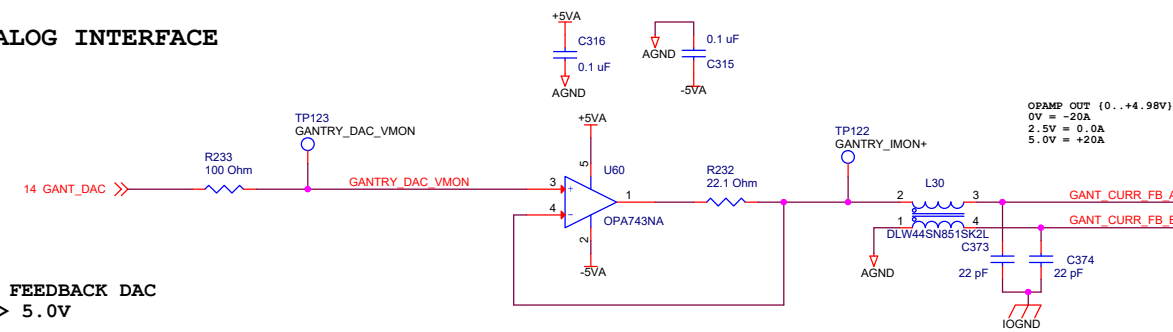 ALOG INTERFACE
+5VA
C316
0.1 uF
AGND
AGND
0.1 uF
C315
-5VA
OPAMP OUT {0..+4.98V}
0V = -20A
2.5V = 0.0A
5.0V = +20A
TP123
GANTRY_DAC_VMON
+5VA
TP122
GANTRY_IMON+
R233
100 Ohm
5
U60
R232
22.1 Ohm
L30
14 GANT_DAC
GANTRY_DAC_VMON
3
+
1
2
3
GANT_CURR_FB_A
4
-
OPA743NA
1
4
GANT_CURR_FB_B
DLW44SN851SK2L
2
C373
C374
-5VA
AGND
22 pF
22 pF
FEEDBACK DAC
> 5.0V
IOGND